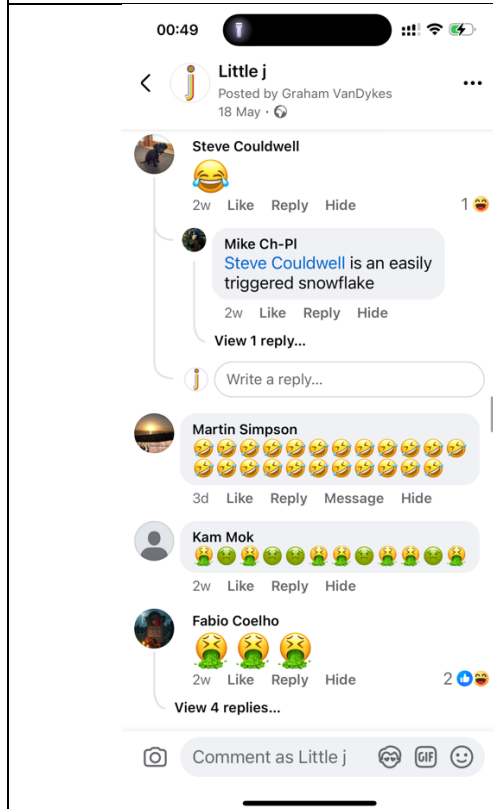 00:49
Little j
Posted by Graham VanDykes
18 May ·
Steve Couldwell
😂
2w Like Reply Hide 1
Mike Ch-Pl
Steve Couldwell is an easily
triggered snowflake
2w Like Reply Hide
View 1 reply...
j
Write a reply...
Martin Simpson
🤣🤣🤣🤣🤣🤣🤣🤣🤣🤣🤣
🤣🤣🤣🤣🤣🤣🤣🤣🤣🤣
3d Like Reply Message Hide
Kam Mok
🤮🤢🤮🤢🤢🤮🤮🤢🤮🤮🤢🤮
2w Like Reply Hide
Fabio Coelho
🤮🤮🤮
2w Like Reply Hide 2
View 4 replies...
Comment as Little j GIF